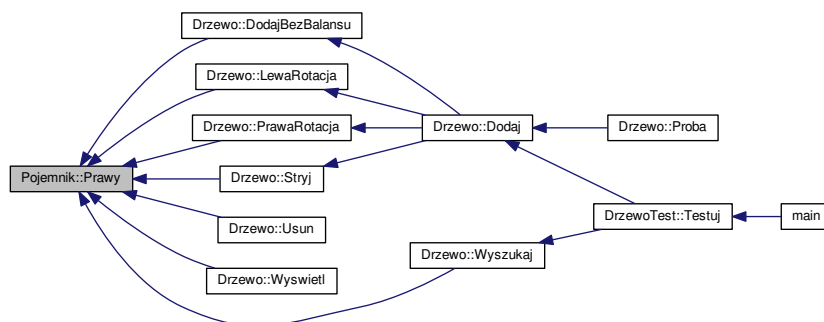 Drzewo::DodajBezBalansu
Drzewo::LewaRotacja
Drzewo::PrawaRotacja
Drzewo::Dodaj
Drzewo::Proba
Pojemnik::Prawy
Drzewo::Stryj
DrzewoTest::Testuj
main
Drzewo::Usun
Drzewo::Wyszukaj
Drzewo::Wyswietl